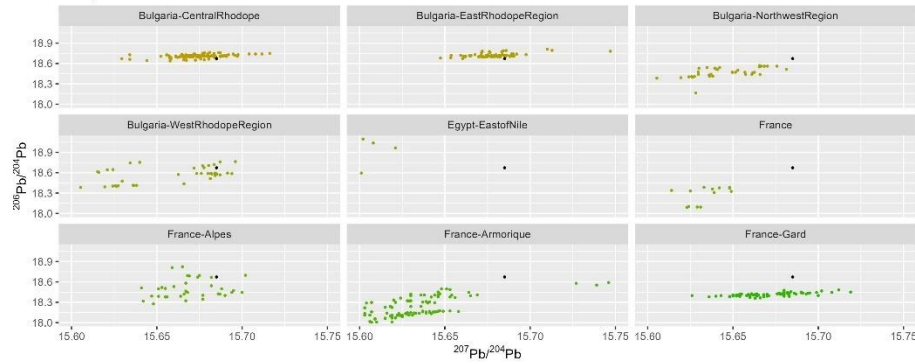 Bulgaria-CentralRhodope Bulgaria-EastRhodopeRegion Bulgaria-NorthwestRegion
18.9
18.6
18.3
18.0
Bulgaria-WestRhodopeRegion Egypt-EastofNile France
206Pb/204Pb
18.9
18.6
18.3
18.0
France-Alpes France-Armorique France-Gard
18.9
18.6
18.3
18.0
15.60 15.65 15.70 15.75 15.60 15.65 15.70 15.75 15.60 15.65 15.70 15.75
207Pb/204Pb